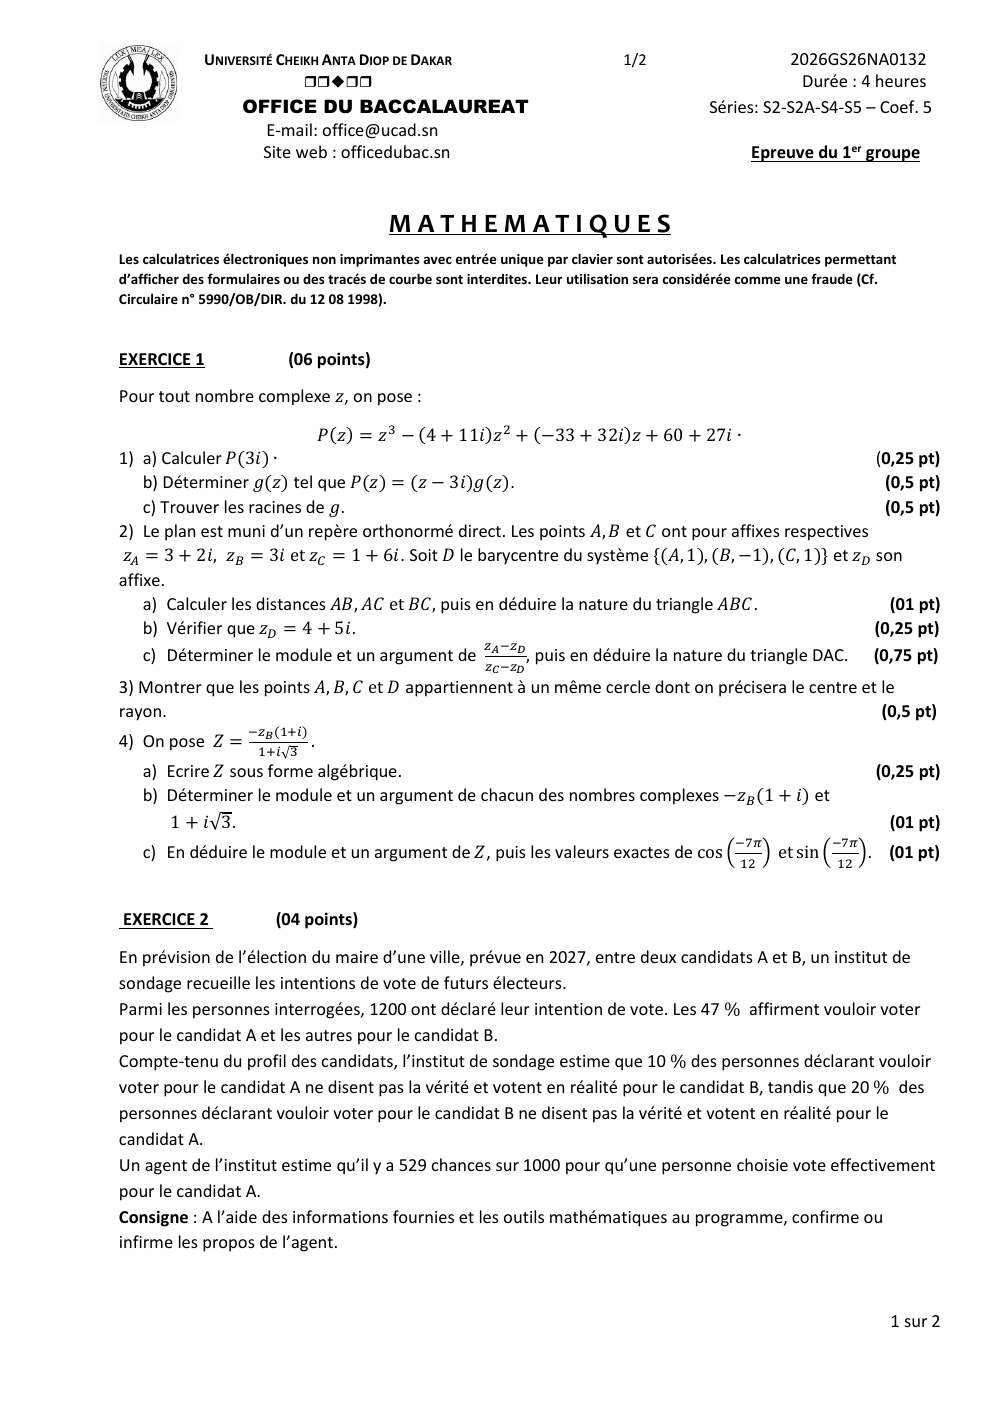 UNIVERSITÉ CHEIKH ANTA DIOP DE DAKAR 1/2 2026GS26NA0132
❒❒◆❒❒ Durée : 4 heures
OFFICE DU BACCALAUREAT Séries: S2-S2A-S4-S5 – Coef. 5
E-mail: office@ucad.sn
Site web : officedubac.sn Epreuve du 1er groupe
MATHEMATIQUES
Les calculatrices électroniques non imprimantes avec entrée unique par clavier sont autorisées. Les calculatrices permettant
d’afficher des formulaires ou des tracés de courbe sont interdites. Leur utilisation sera considérée comme une fraude (Cf.
Circulaire n° 5990/OB/DIR. du 12 08 1998).
EXERCICE 1 (06 points)
Pour tout nombre complexe z, on pose :
P(z) = z³ − (4 + 11i)z² + (−33 + 32i)z + 60 + 27i ·
1) a) Calculer P(3i) · (0,25 pt)
b) Déterminer g(z) tel que P(z) = (z − 3i)g(z). (0,5 pt)
c) Trouver les racines de g. (0,5 pt)
2) Le plan est muni d’un repère orthonormé direct. Les points A, B et C ont pour affixes respectives
z_A = 3 + 2i, z_B = 3i et z_C = 1 + 6i. Soit D le barycentre du système {(A, 1), (B, −1), (C, 1)} et z_D son
affixe.
a) Calculer les distances AB, AC et BC, puis en déduire la nature du triangle ABC. (01 pt)
b) Vérifier que z_D = 4 + 5i. (0,25 pt)
c) Déterminer le module et un argument de (z_A−z_D)/(z_C−z_D), puis en déduire la nature du triangle DAC. (0,75 pt)
3) Montrer que les points A, B, C et D appartiennent à un même cercle dont on précisera le centre et le
rayon. (0,5 pt)
4) On pose Z = (−z_B(1+i))/(1+i√3) .
a) Ecrire Z sous forme algébrique. (0,25 pt)
b) Déterminer le module et un argument de chacun des nombres complexes −z_B(1 + i) et
1 + i√3. (01 pt)
c) En déduire le module et un argument de Z, puis les valeurs exactes de cos(−7π/12) et sin(−7π/12). (01 pt)
EXERCICE 2 (04 points)
En prévision de l’élection du maire d’une ville, prévue en 2027, entre deux candidats A et B, un institut de
sondage recueille les intentions de vote de futurs électeurs.
Parmi les personnes interrogées, 1200 ont déclaré leur intention de vote. Les 47 % affirment vouloir voter
pour le candidat A et les autres pour le candidat B.
Compte-tenu du profil des candidats, l’institut de sondage estime que 10 % des personnes déclarant vouloir
voter pour le candidat A ne disent pas la vérité et votent en réalité pour le candidat B, tandis que 20 % des
personnes déclarant vouloir voter pour le candidat B ne disent pas la vérité et votent en réalité pour le
candidat A.
Un agent de l’institut estime qu’il y a 529 chances sur 1000 pour qu’une personne choisie vote effectivement
pour le candidat A.
Consigne : A l’aide des informations fournies et les outils mathématiques au programme, confirme ou
infirme les propos de l’agent.
1 sur 2